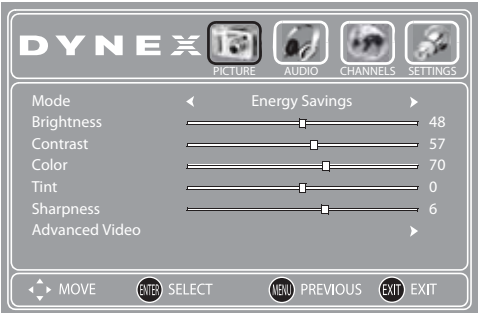 DYNEX
PICTURE AUDIO CHANNELS SETTINGS
Mode Energy Savings
Brightness 48
Contrast 57
Color 70
Tint 0
Sharpness 6
Advanced Video
MOVE ENTER SELECT MENU PREVIOUS EXIT EXIT